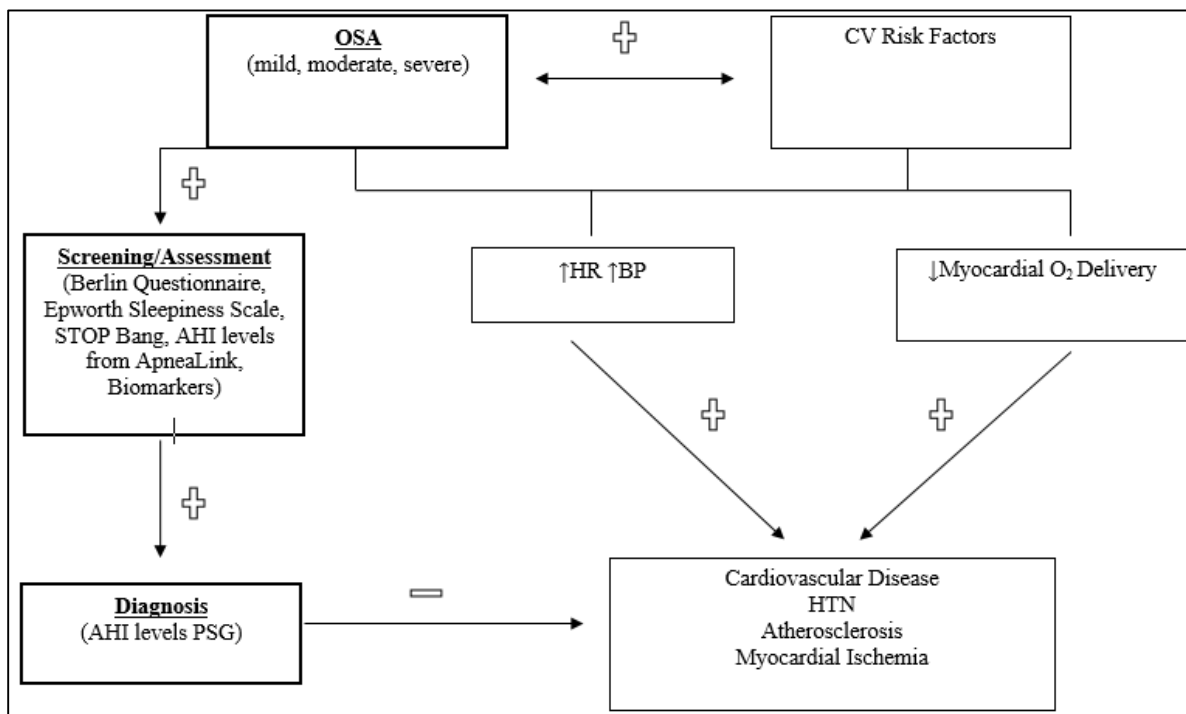 OSA
(mild, moderate, severe)
CV Risk Factors
Screening/Assessment
(Berlin Questionnaire,
Epworth Sleepiness Scale,
STOP Bang, AHI levels
from ApneaLink,
Biomarkers)
↑HR ↑BP
↓Myocardial O₂ Delivery
Diagnosis
(AHI levels PSG)
Cardiovascular Disease
HTN
Atherosclerosis
Myocardial Ischemia